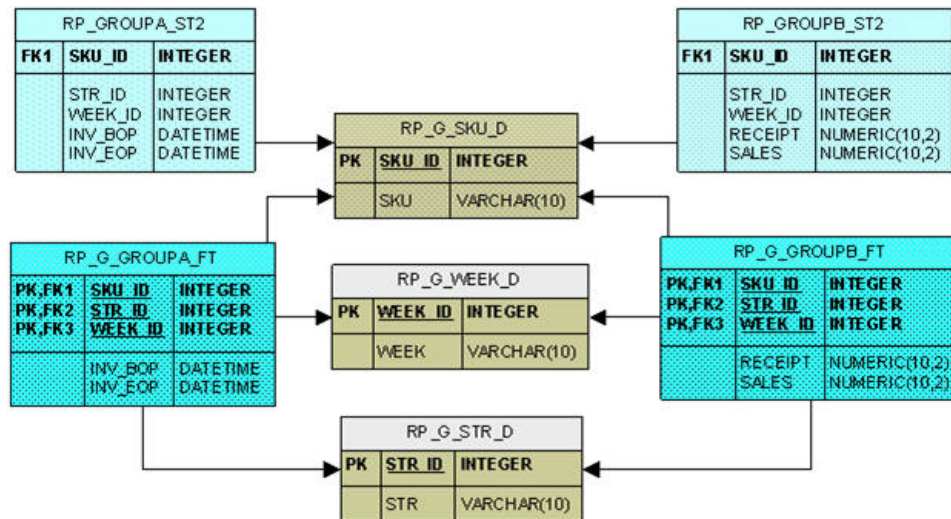 RP_GROUPA_ST2
FK1 SKU_ID INTEGER
STR_ID INTEGER
WEEK_ID INTEGER
INV_BOP DATETIME
INV_EOP DATETIME
RP_GROUPB_ST2
FK1 SKU_ID INTEGER
STR_ID INTEGER
WEEK_ID INTEGER
RECEIPT NUMERIC(10,2)
SALES NUMERIC(10,2)
RP_G_SKU_D
PK SKU_ID INTEGER
SKU VARCHAR(10)
RP_G_GROUPA_FT
PK,FK1 SKU_ID INTEGER
PK,FK2 STR_ID INTEGER
PK,FK3 WEEK_ID INTEGER
INV_BOP DATETIME
INV_EOP DATETIME
RP_G_WEEK_D
PK WEEK_ID INTEGER
WEEK VARCHAR(10)
RP_G_GROUPB_FT
PK,FK1 SKU_ID INTEGER
PK,FK2 STR_ID INTEGER
PK,FK3 WEEK_ID INTEGER
RECEIPT NUMERIC(10,2)
SALES NUMERIC(10,2)
RP_G_STR_D
PK STR_ID INTEGER
STR VARCHAR(10)